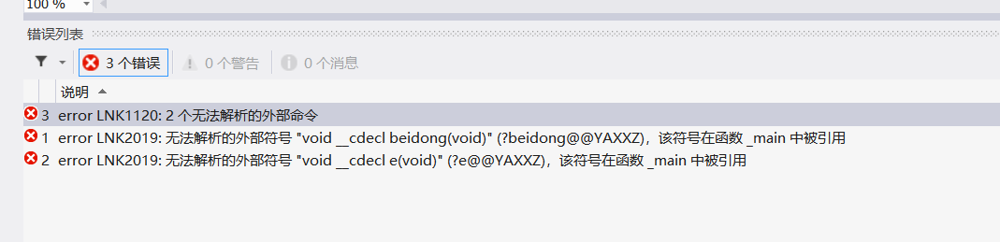 100 %
错误列表
3 个错误 0 个警告 0 个消息
说明
3 error LNK1120: 2 个无法解析的外部命令
1 error LNK2019: 无法解析的外部符号 "void __cdecl beidong(void)" (?beidong@@YAXXZ)，该符号在函数 _main 中被引用
2 error LNK2019: 无法解析的外部符号 "void __cdecl e(void)" (?e@@YAXXZ)，该符号在函数 _main 中被引用